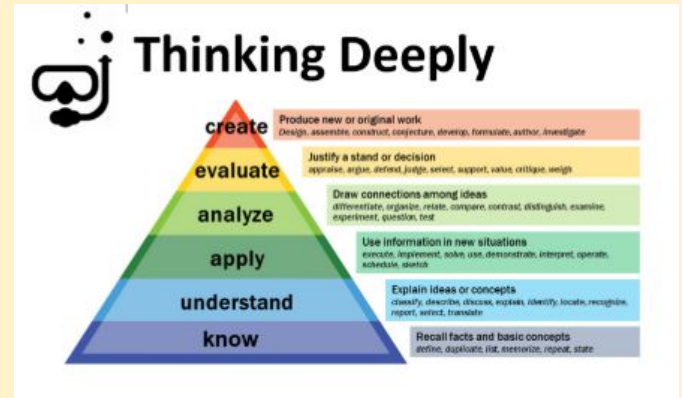 Thinking Deeply
create
Produce new or original work
Design, assemble, construct, conjecture, develop, formulate, author, investigate
evaluate
Justify a stand or decision
appraise, argue, defend, judge, select, support, value, critique, weigh
analyze
Draw connections among ideas
differentiate, organize, relate, compare, contrast, distinguish, examine,
experiment, question, test
apply
Use information in new situations
execute, implement, solve, use, demonstrate, interpret, operate,
schedule, sketch
understand
Explain ideas or concepts
classify, describe, discuss, explain, identify, locate, recognize,
report, select, translate
know
Recall facts and basic concepts
define, duplicate, list, memorize, repeat, state